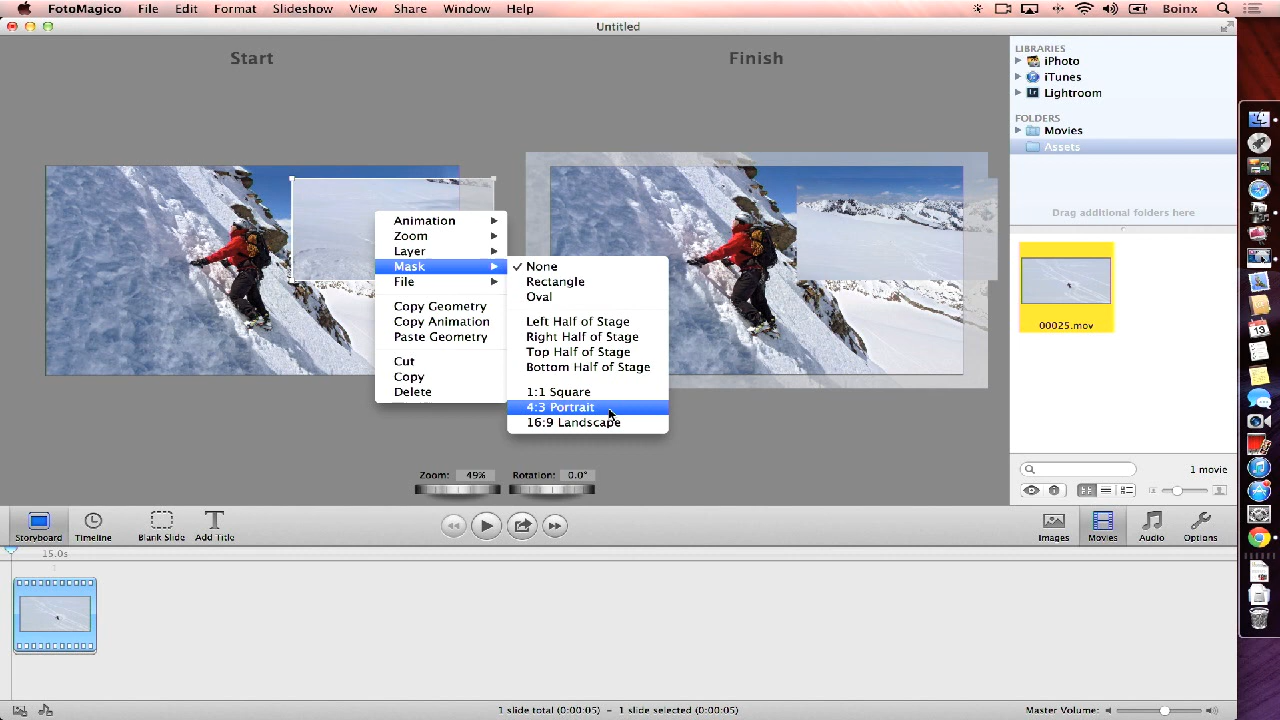 FotoMagico File Edit Format Slideshow View Share Window Help Boinx
Untitled
Start
Finish
LIBRARIES
iPhoto
iTunes
Lightroom
FOLDERS
Movies
Assets
Drag additional folders here
00025.mov
1 movie
Animation
Zoom
Layer
Mask
File
Copy Geometry
Copy Animation
Paste Geometry
Cut
Copy
Delete
✓ None
Rectangle
Oval
Left Half of Stage
Right Half of Stage
Top Half of Stage
Bottom Half of Stage
1:1 Square
4:3 Portrait
16:9 Landscape
Zoom: 49% Rotation: 0.0°
Storyboard Timeline Blank Slide Add Title Images Movies Audio Options
15.0s
1 slide total (0:00:05) – 1 slide selected (0:00:05)
Master Volume: